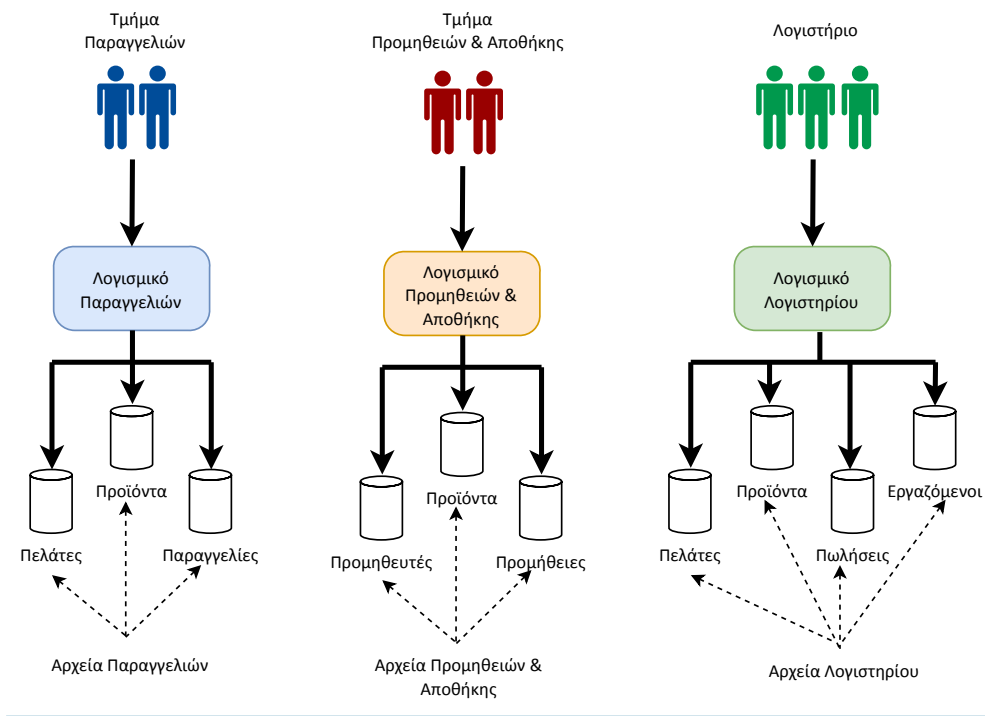 Τμήμα
Παραγγελιών
Τμήμα
Προμηθειών & Αποθήκης
Λογιστήριο
Λογισμικό
Παραγγελιών
Λογισμικό
Προμηθειών &
Αποθήκης
Λογισμικό
Λογιστηρίου
Προϊόντα
Πελάτες
Παραγγελίες
Προϊόντα
Προμηθευτές
Προμήθειες
Προϊόντα
Εργαζόμενοι
Πελάτες
Πωλήσεις
Αρχεία Παραγγελιών
Αρχεία Προμηθειών &
Αποθήκης
Αρχεία Λογιστηρίου